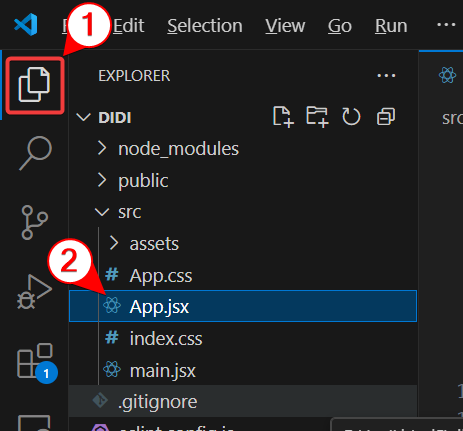 Edit Selection View Go Run ...
1
EXPLORER ...
DIDI
node_modules
public
src
src
assets
2
# App.css
App.jsx
# index.css
main.jsx
1
.gitignore
1